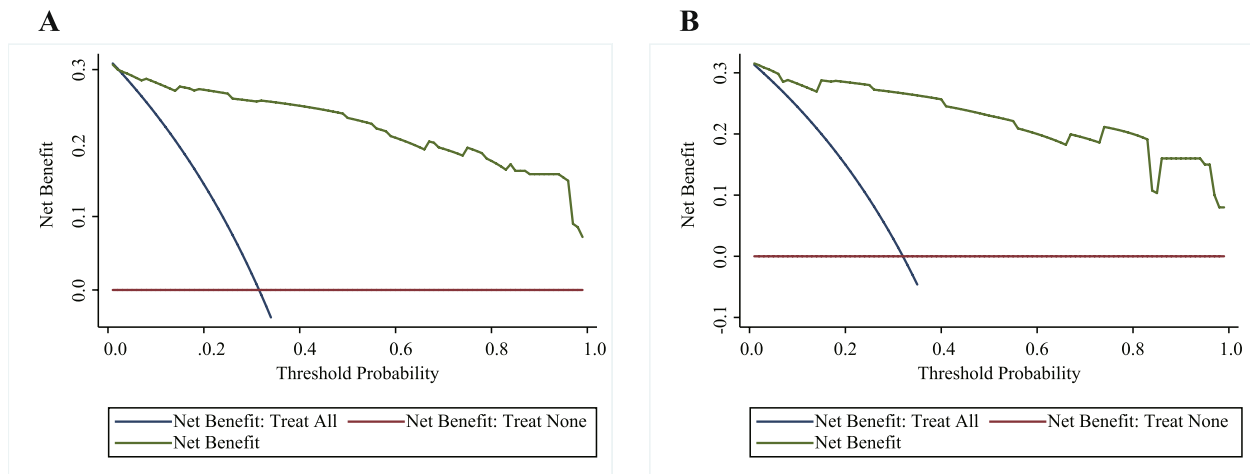 A
B
Net Benefit
0.3
0.2
0.1
0.0
0.0
.0.2
0.4
0.6
0.8
1.0
Threshold Probability
Net Benefit: Treat All
Net Benefit: Treat None
Net Benefit
Net Benefit
0.3
0.2
0.1
0.0
-0.1
0.0
0.2
0.4
0.6
0.8
1.0
Threshold Probability
Net Benefit: Treat All
Net Benefit: Treat None
Net Benefit